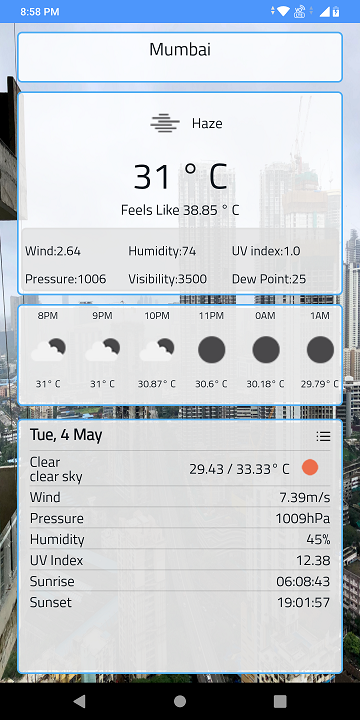 8:58 PM
Mumbai
Haze
31 ° C
Feels Like 38.85 ° C
Wind:2.64 Humidity:74 UV index:1.0
Pressure:1006 Visibility:3500 Dew Point:25
8PM 9PM 10PM 11PM 0AM 1AM
31° C 31° C 30.87° C 30.6° C 30.18° C 29.79° C
Tue, 4 May
Clear
clear sky
29.43 / 33.33° C
Wind 7.39m/s
Pressure 1009hPa
Humidity 45%
UV Index 12.38
Sunrise 06:08:43
Sunset 19:01:57